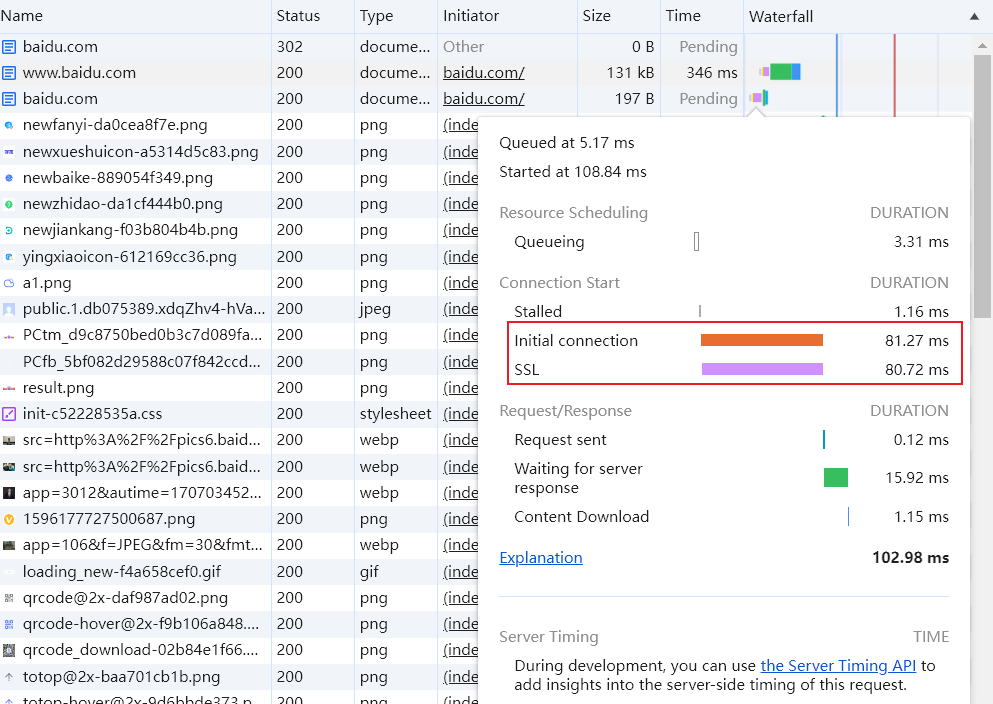 Name Status Type Initiator Size Time Waterfall
baidu.com 302 docume... Other 0 B Pending
www.baidu.com 200 docume... baidu.com/ 131 kB 346 ms
baidu.com 200 docume... baidu.com/ 197 B Pending
newfanyi-da0cea8f7e.png 200 png (inde
newxueshuicon-a5314d5c83.png 200 png (inde
newbaike-889054f349.png 200 png (inde
newzhidao-da1cf444b0.png 200 png (inde
newjiankang-f03b804b4b.png 200 png (inde
yingxiaoicon-612169cc36.png 200 png (inde
a1.png 200 png (inde
public.1.db075389.xdqZhv4-hVa... 200 jpeg (inde
PCtm_d9c8750bed0b3c7d089fa... 200 png (inde
PCfb_5bf082d29588c07f842ccd... 200 png (inde
result.png 200 png (inde
init-c52228535a.css 200 stylesheet (inde
src=http%3A%2F%2Fpics6.baid... 200 webp (inde
src=http%3A%2F%2Fpics6.baid... 200 webp (inde
app=3012&autime=170703452... 200 webp (inde
1596177727500687.png 200 png (inde
app=106&f=JPEG&fm=30&fmt... 200 webp (inde
loading_new-f4a658cef0.gif 200 gif (inde
qrcode@2x-daf987ad02.png 200 png (inde
qrcode-hover@2x-f9b106a848.... 200 png (inde
qrcode_download-02b84e1f66.... 200 png (inde
totop@2x-baa701cb1b.png 200 png (inde
totop-hover@2x-9d6bbde373.p 200 png (inde
Queued at 5.17 ms
Started at 108.84 ms
Resource Scheduling DURATION
Queueing 3.31 ms
Connection Start DURATION
Stalled 1.16 ms
Initial connection 81.27 ms
SSL 80.72 ms
Request/Response DURATION
Request sent 0.12 ms
Waiting for server
response 15.92 ms
Content Download 1.15 ms
Explanation 102.98 ms
Server Timing TIME
During development, you can use the Server Timing API to
add insights into the server-side timing of this request.